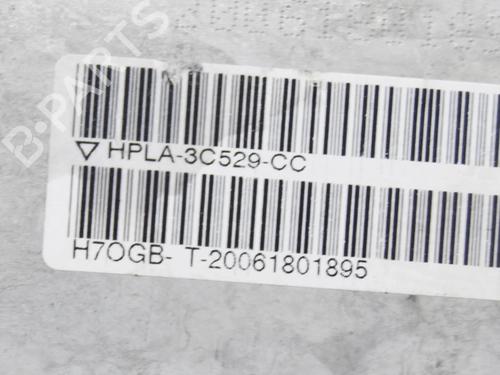 B-PARTS
▽ HPLA-3C529-CC
H7OGB- T-20061801895